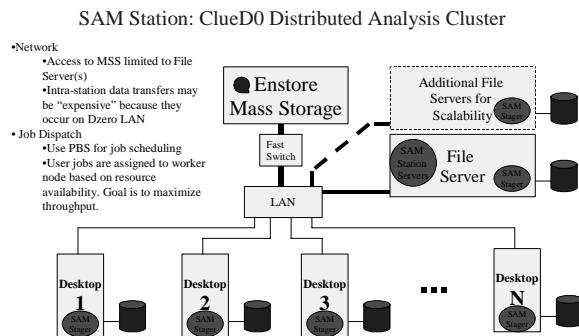 SAM Station: ClueD0 Distributed Analysis Cluster
•Network
•Access to MSS limited to File
Server(s)
•Intra-station data transfers may
be “expensive” because they
occur on Dzero LAN
• Job Dispatch
•Use PBS for job scheduling
•User jobs are assigned to worker
node based on resource
availability. Goal is to maximize
throughput.
Enstore
Mass Storage
Fast
Switch
LAN
Additional File
Servers for
Scalability
SAM
Stager
SAM
Station
Servers
File
Server
SAM
Stager
Desktop
1
SAM
Stager
Desktop
2
SAM
Stager
Desktop
3
SAM
Stager
...
Desktop
N
SAM
Stager